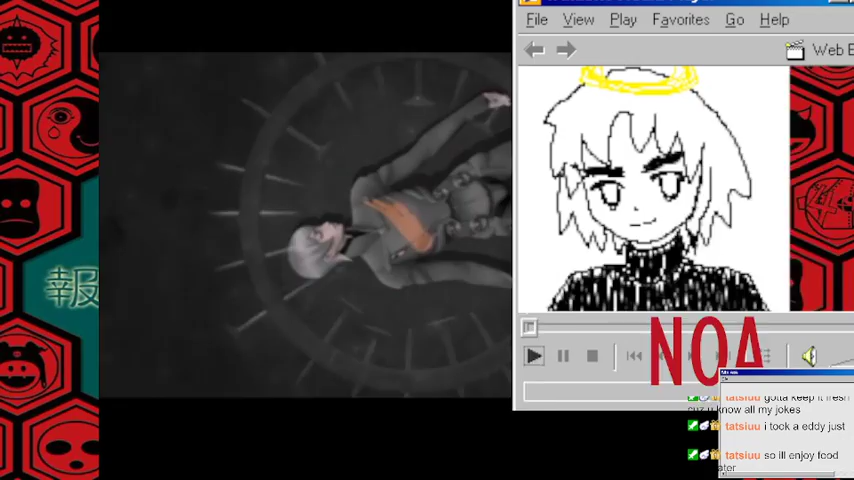 File View Play Favorites Go Help
Web E
報
NOA
tatsiuu gotta keep it fresh
cuz u know all my jokes
tatsiuu i took a eddy just
tatsiuu so ill enjoy food
ater